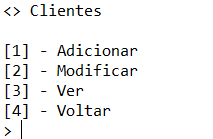 <> Clientes
[1] - Adicionar
[2] - Modificar
[3] - Ver
[4] - Voltar
>